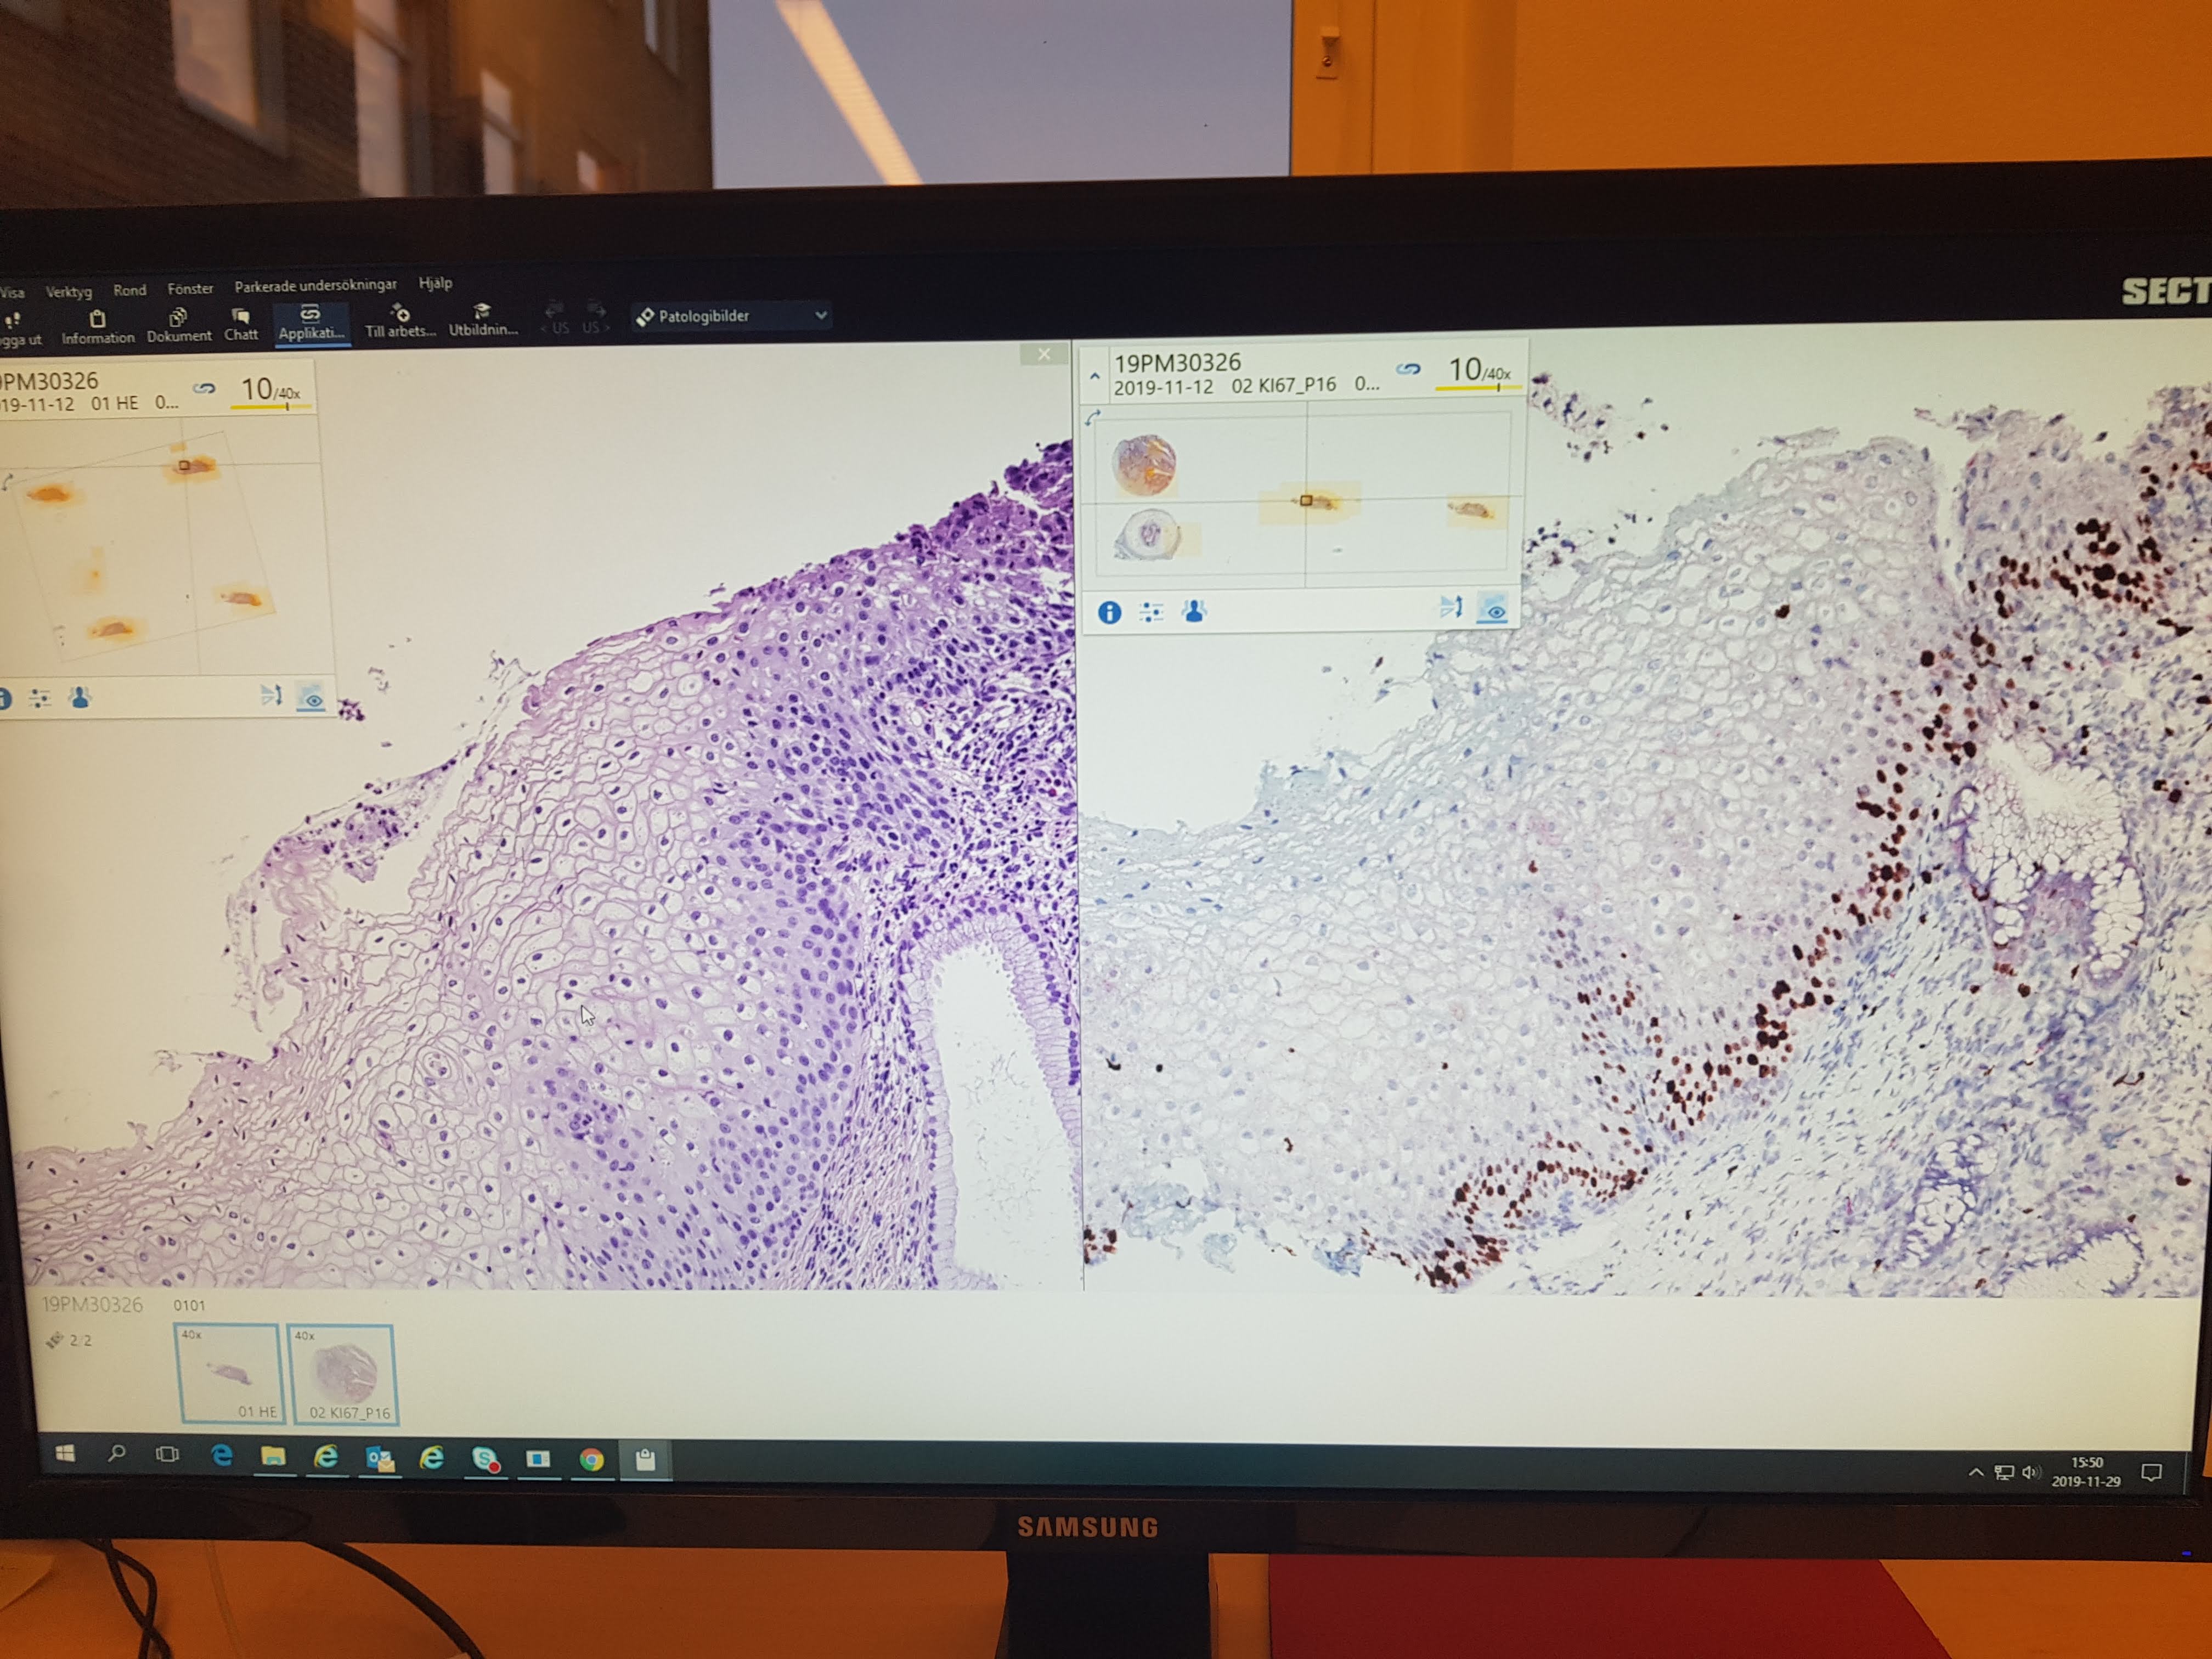 Visa Verktyg Rond Fönster Parkerade undersökningar Hjälp
SECT
gga ut Information Dokument Chatt Applikati... Till arbets... Utbildnin... < US US > Patologibilder
PM30326
19-11-12 01 HE 0...
10/40x
19PM30326
2019-11-12 02 KI67_P16 0...
10/40x
19PM30326 0101
2/2
40x
01 HE
40x
02 KI67_P16
15:50
2019-11-29
SAMSUNG